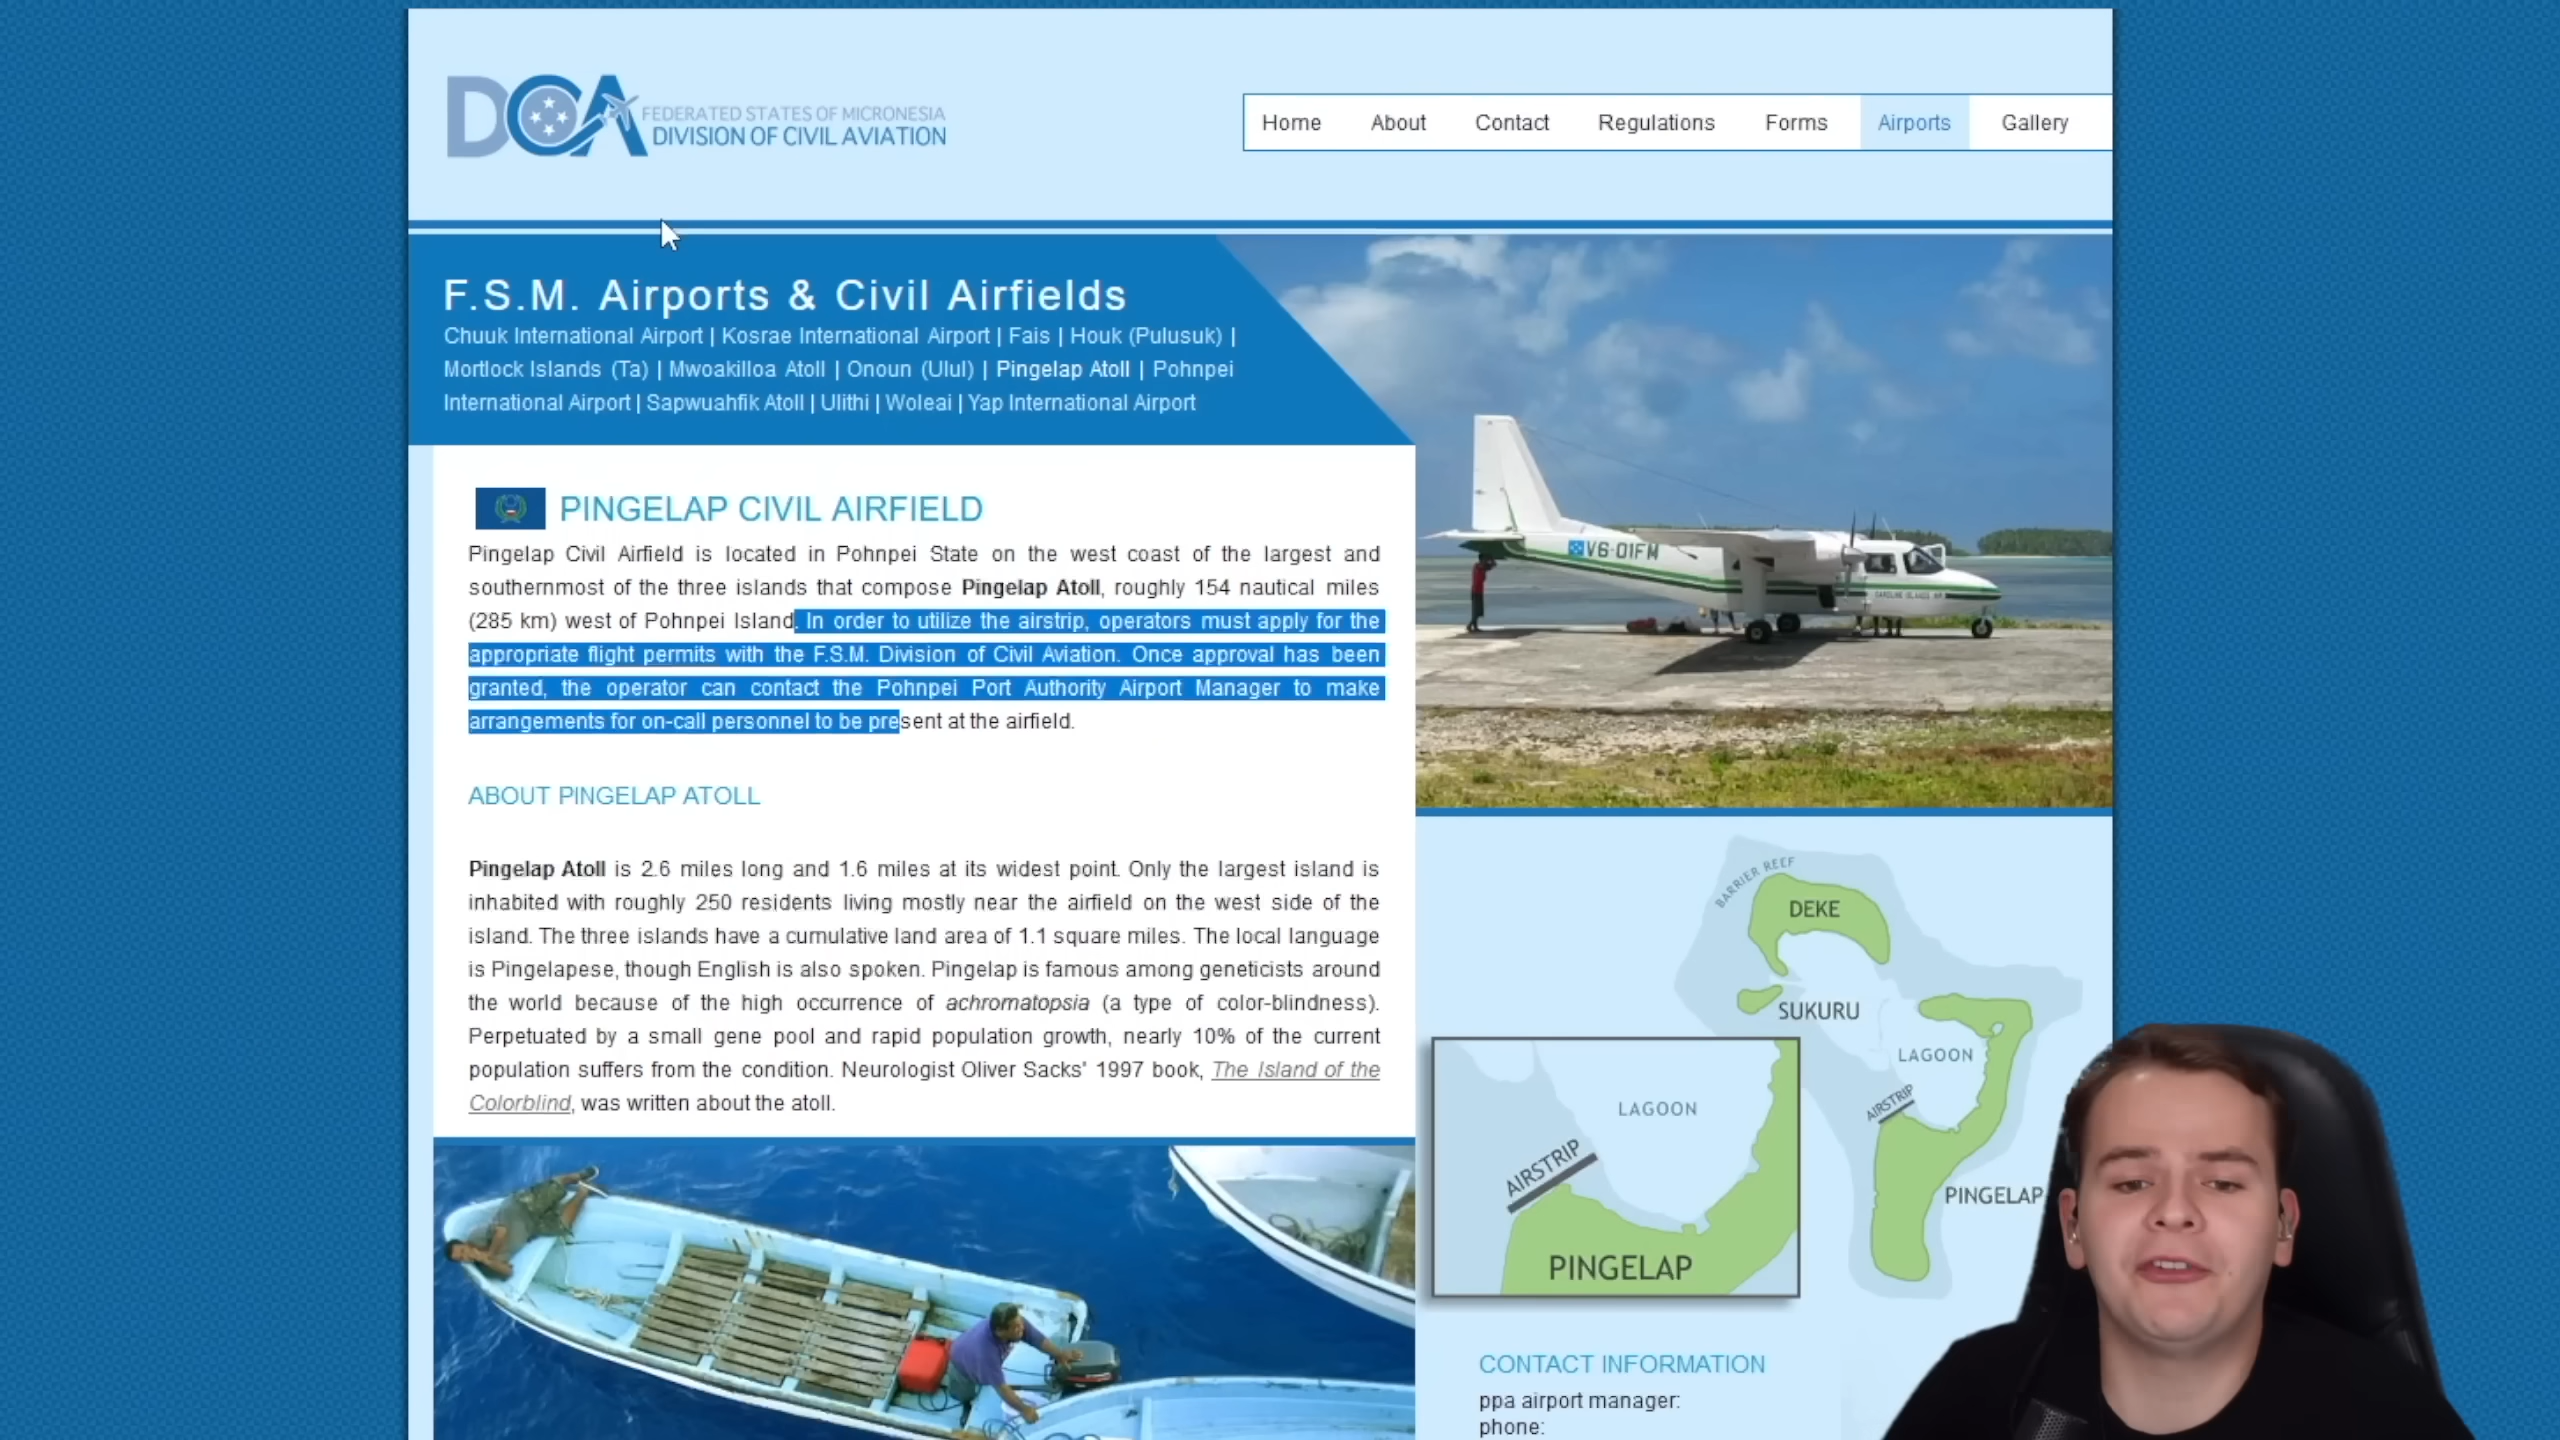 DCA FEDERATED STATES OF MICRONESIA
DIVISION OF CIVIL AVIATION
Home About Contact Regulations Forms Airports Gallery
F.S.M. Airports & Civil Airfields
Chuuk International Airport | Kosrae International Airport | Fais | Houk (Pulusuk) |
Mortlock Islands (Ta) | Mwoakilloa Atoll | Onoun (Ulul) | Pingelap Atoll | Pohnpei
International Airport | Sapwuahfik Atoll | Ulithi | Woleai | Yap International Airport
V6-01FM
CAROLINE ISLANDS AIR
PINGELAP CIVIL AIRFIELD
Pingelap Civil Airfield is located in Pohnpei State on the west coast of the largest and
southernmost of the three islands that compose Pingelap Atoll, roughly 154 nautical miles
(285 km) west of Pohnpei Island. In order to utilize the airstrip, operators must apply for the
appropriate flight permits with the F.S.M. Division of Civil Aviation. Once approval has been
granted, the operator can contact the Pohnpei Port Authority Airport Manager to make
arrangements for on-call personnel to be present at the airfield.
ABOUT PINGELAP ATOLL
Pingelap Atoll is 2.6 miles long and 1.6 miles at its widest point. Only the largest island is
inhabited with roughly 250 residents living mostly near the airfield on the west side of the
island. The three islands have a cumulative land area of 1.1 square miles. The local language
is Pingelapese, though English is also spoken. Pingelap is famous among geneticists around
the world because of the high occurrence of achromatopsia (a type of color-blindness).
Perpetuated by a small gene pool and rapid population growth, nearly 10% of the current
population suffers from the condition. Neurologist Oliver Sacks' 1997 book, The Island of the
Colorblind, was written about the atoll.
BARRIER REEF
DEKE
SUKURU
LAGOON
AIRSTRIP
PINGELAP
LAGOON
AIRSTRIP
PINGELAP
CONTACT INFORMATION
ppa airport manager:
phone: